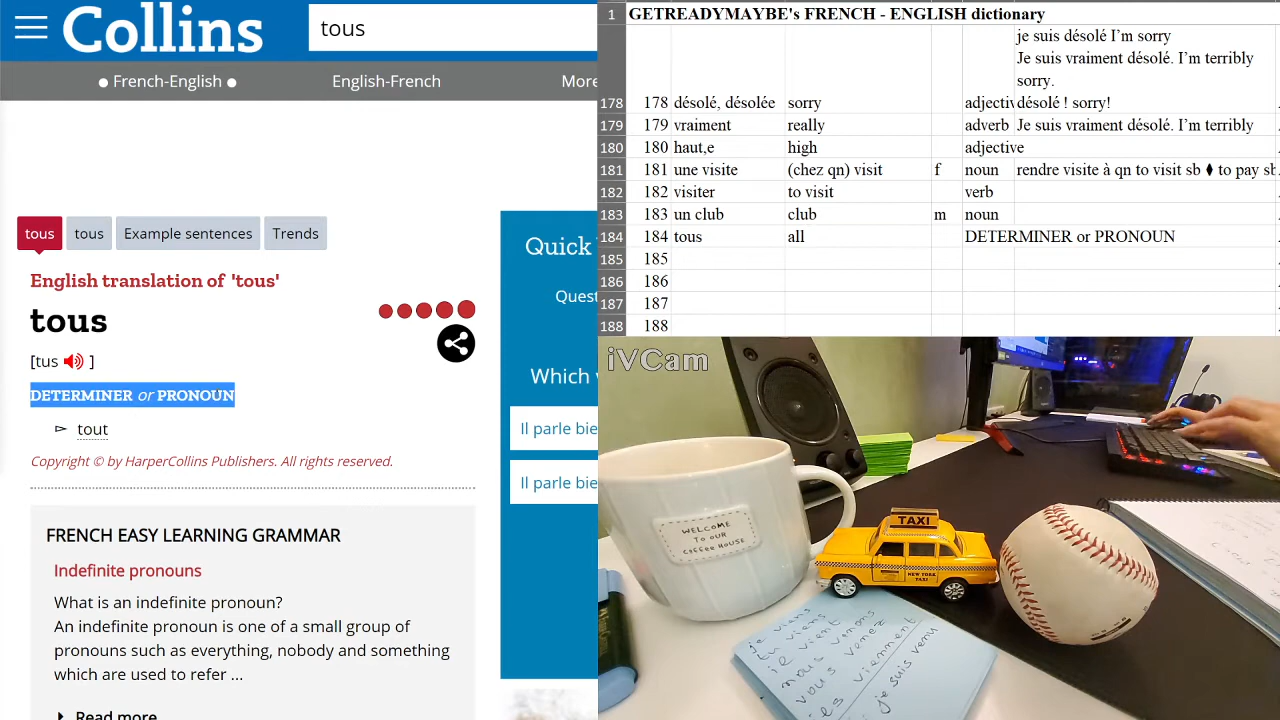 Collins
tous
French-English
English-French
More
tous
tous
Example sentences
Trends
English translation of 'tous'
tous
[tus ]
DETERMINER or PRONOUN
tout
Copyright © by HarperCollins Publishers. All rights reserved.
FRENCH EASY LEARNING GRAMMAR
Indefinite pronouns
What is an indefinite pronoun?
An indefinite pronoun is one of a small group of
pronouns such as everything, nobody and something
which are used to refer ...
Read more
Quick
Quest
Which
Il parle bie
Il parle bie
1 GETREADYMAYBE's FRENCH - ENGLISH dictionary
je suis désolé I'm sorry
Je suis vraiment désolé. I'm terribly
sorry.
178 178 désolé, désolée sorry adjectiv désolé ! sorry!
179 179 vraiment really adverb Je suis vraiment désolé. I'm terribly
180 180 haut,e high adjective
181 181 une visite (chez qn) visit f noun rendre visite à qn to visit sb ♦ to pay sb
182 182 visiter to visit verb
183 183 un club club m noun
184 184 tous all DETERMINER or PRONOUN
185 185
186 186
187 187
188 188
iVCam
WELCOME
TO OUR
COFFEE HOUSE
TAXI
NEW YORK
TAXI
je viens
tu viens
il vient
nous venons
vous venez
ils viennent
je suis venu